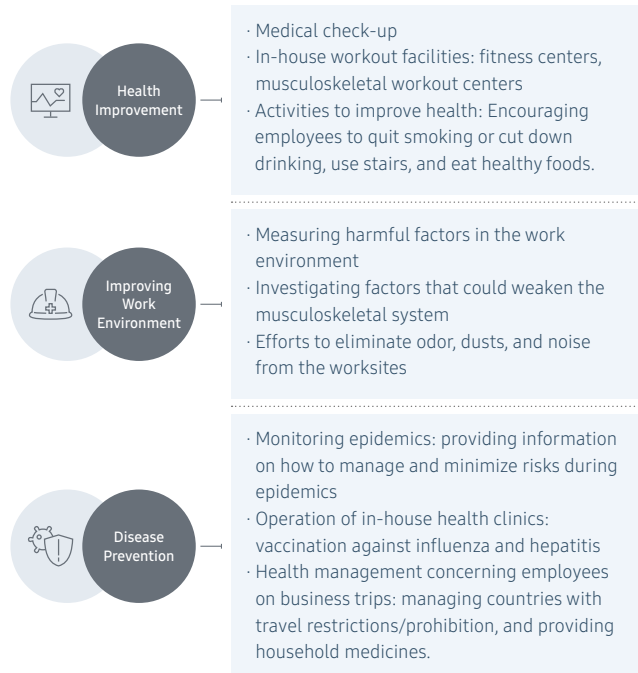 Health
Improvement
· Medical check-up
· In-house workout facilities: fitness centers,
musculoskeletal workout centers
· Activities to improve health: Encouraging
employees to quit smoking or cut down
drinking, use stairs, and eat healthy foods.
Improving
Work
Environment
· Measuring harmful factors in the work
environment
· Investigating factors that could weaken the
musculoskeletal system
· Efforts to eliminate odor, dusts, and noise
from the worksites
Disease
Prevention
· Monitoring epidemics: providing information
on how to manage and minimize risks during
epidemics
· Operation of in-house health clinics:
vaccination against influenza and hepatitis
· Health management concerning employees
on business trips: managing countries with
travel restrictions/prohibition, and providing
household medicines.